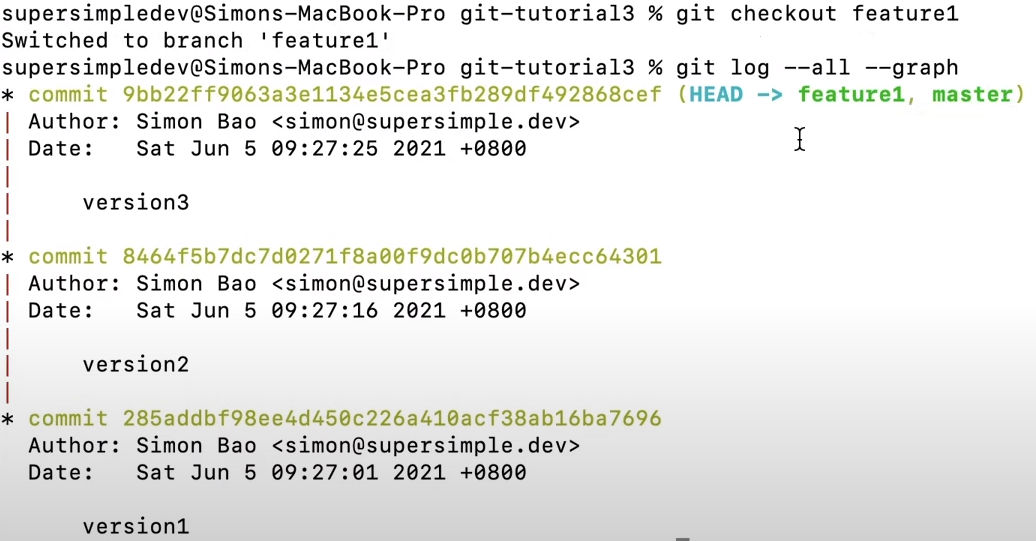 supersimpledev@Simons-MacBook-Pro git-tutorial3 % git checkout feature1
Switched to branch 'feature1'
supersimpledev@Simons-MacBook-Pro git-tutorial3 % git log --all --graph
* commit 9bb22ff9063a3e1134e5cea3fb289df492868cef (HEAD -> feature1, master)
| Author: Simon Bao <simon@supersimple.dev>
| Date:   Sat Jun 5 09:27:25 2021 +0800
|
|     version3
|
* commit 8464f5b7dc7d0271f8a00f9dc0b707b4ecc64301
| Author: Simon Bao <simon@supersimple.dev>
| Date:   Sat Jun 5 09:27:16 2021 +0800
|
|     version2
|
* commit 285addbf98ee4d450c226a410acf38ab16ba7696
  Author: Simon Bao <simon@supersimple.dev>
  Date:   Sat Jun 5 09:27:01 2021 +0800

      version1